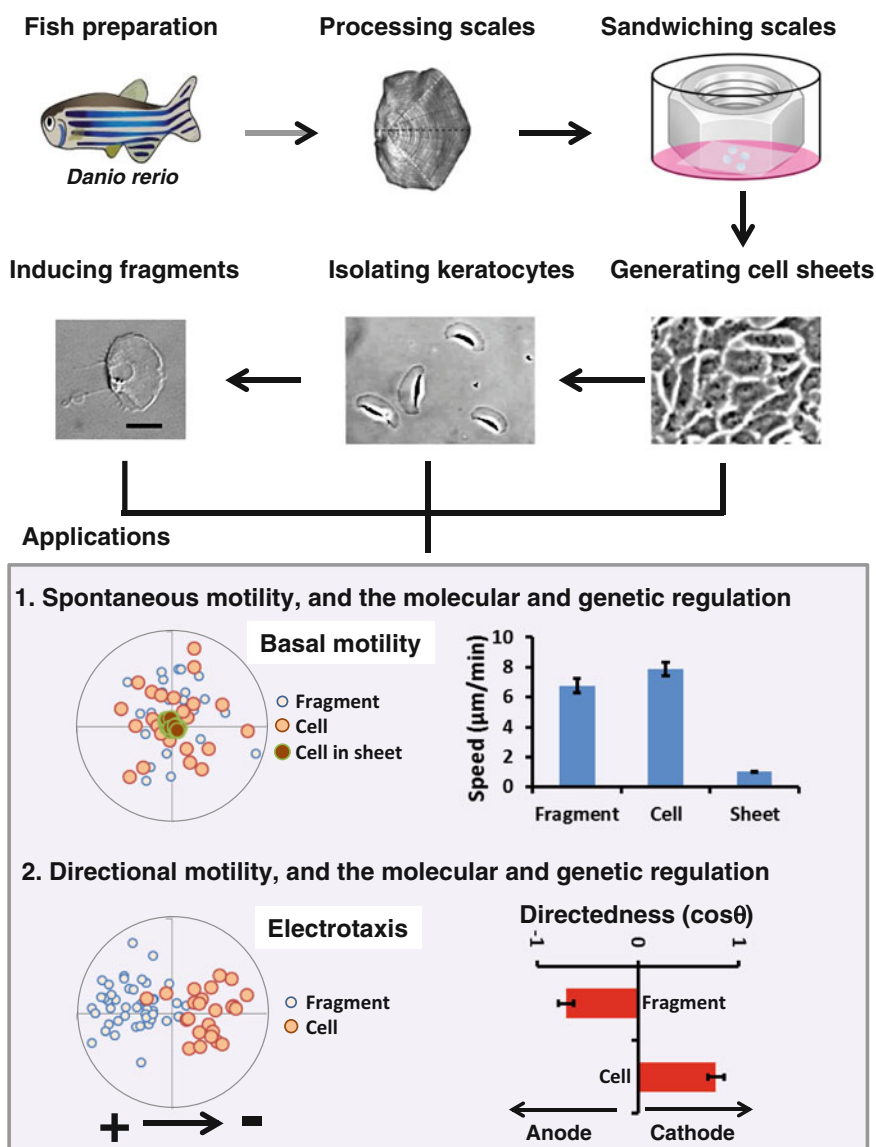 Fish preparation
Processing scales
Sandwiching scales
Danio rerio
Inducing fragments
Isolating keratocytes
Generating cell sheets
Applications
1. Spontaneous motility, and the molecular and genetic regulation
Basal motility
Fragment
Cell
Cell in sheet
Speed (µm/min)
10
8
6
4
2
0
Fragment
Cell
Sheet
2. Directional motility, and the molecular and genetic regulation
Electrotaxis
Fragment
Cell
+ -
Directedness (cosθ)
-1
0
1
Fragment
Cell
Anode
Cathode